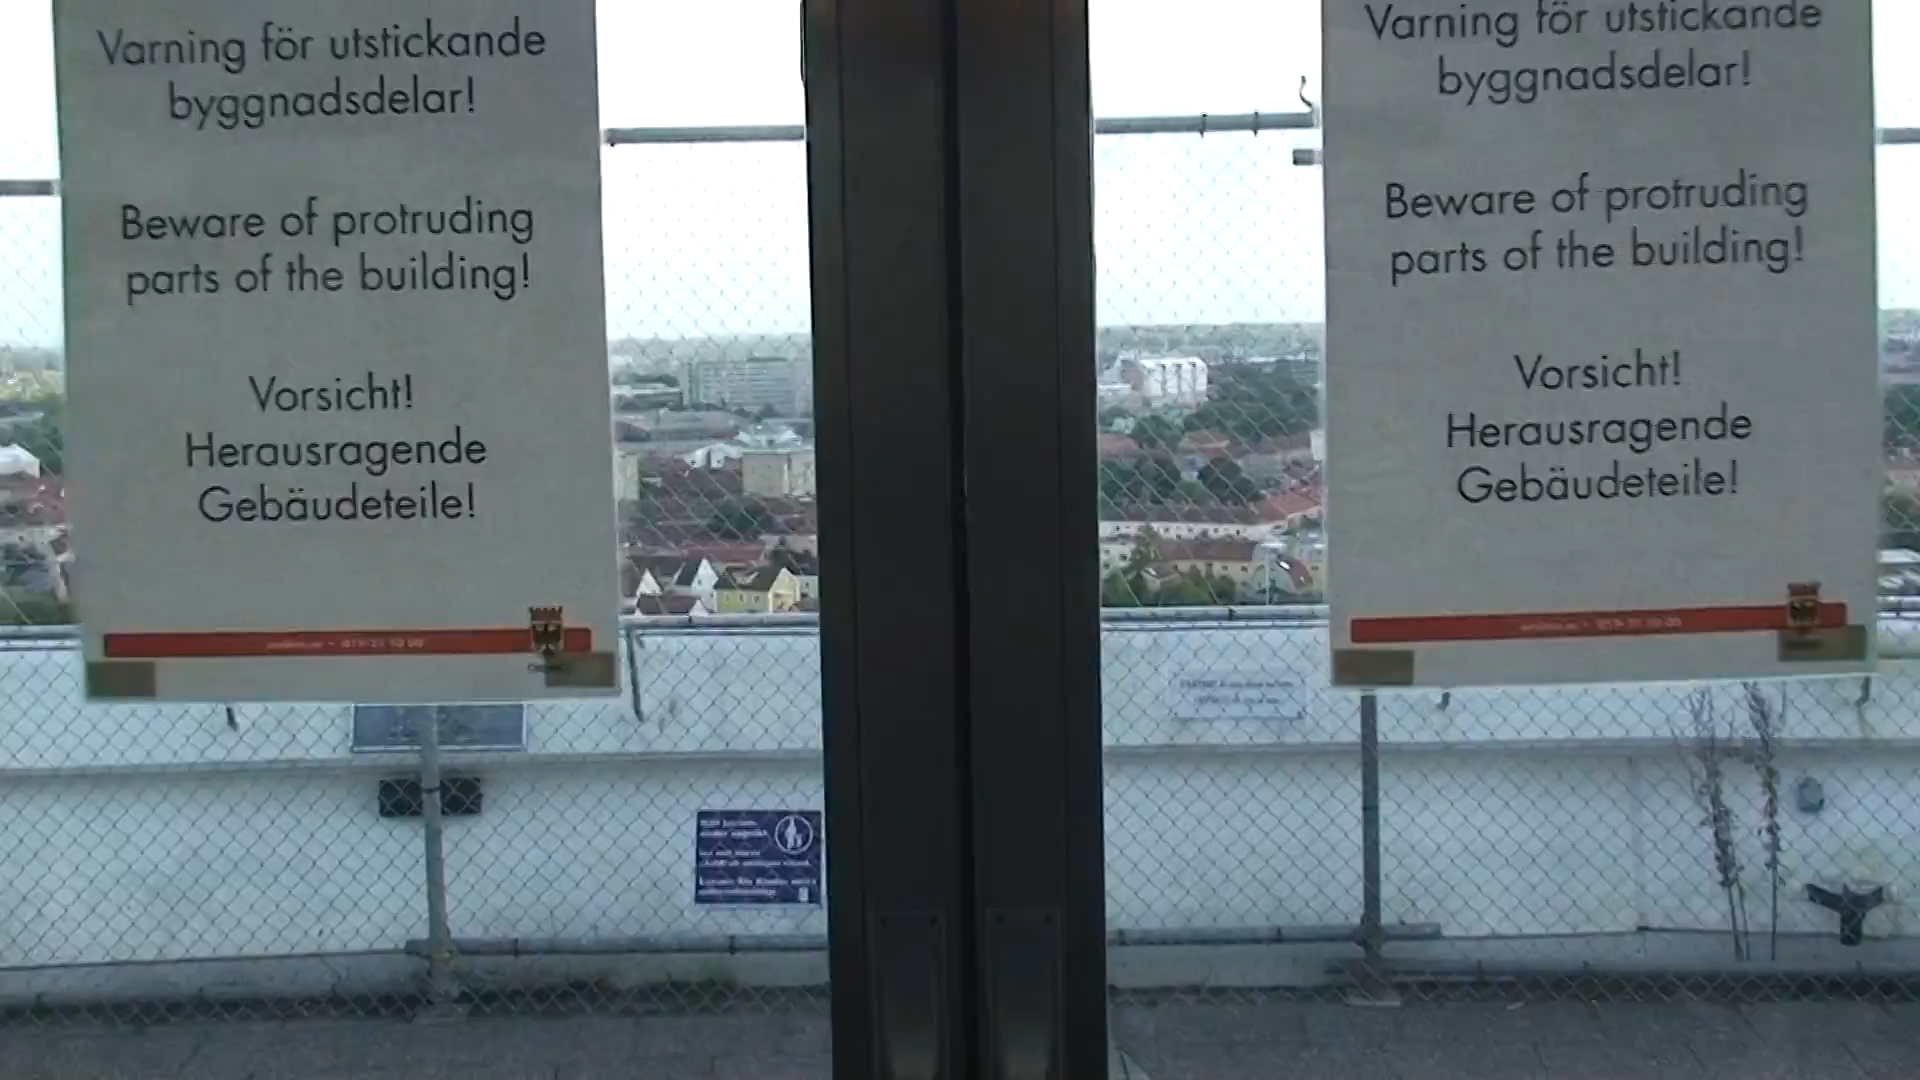 Varning för utstickande
byggnadsdelar!
Beware of protruding
parts of the building!
Vorsicht!
Herausragende
Gebäudeteile!
Varning för utstickande
byggnadsdelar!
Beware of protruding
parts of the building!
Vorsicht!
Herausragende
Gebäudeteile!